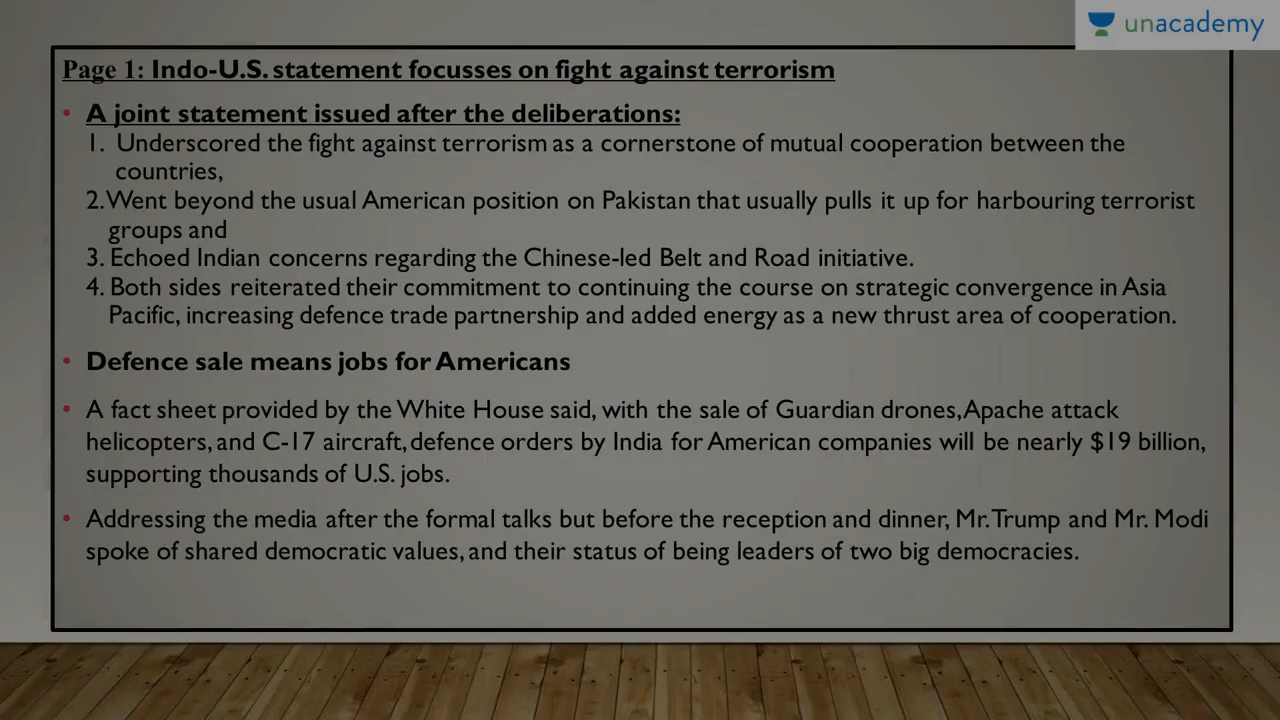 unacademy
Page 1: Indo-U.S. statement focusses on fight against terrorism
• A joint statement issued after the deliberations:
1. Underscored the fight against terrorism as a cornerstone of mutual cooperation between the
countries,
2. Went beyond the usual American position on Pakistan that usually pulls it up for harbouring terrorist
groups and
3. Echoed Indian concerns regarding the Chinese-led Belt and Road initiative.
4. Both sides reiterated their commitment to continuing the course on strategic convergence in Asia
Pacific, increasing defence trade partnership and added energy as a new thrust area of cooperation.
• Defence sale means jobs for Americans
• A fact sheet provided by the White House said, with the sale of Guardian drones, Apache attack
helicopters, and C-17 aircraft, defence orders by India for American companies will be nearly $19 billion,
supporting thousands of U.S. jobs.
• Addressing the media after the formal talks but before the reception and dinner, Mr. Trump and Mr. Modi
spoke of shared democratic values, and their status of being leaders of two big democracies.